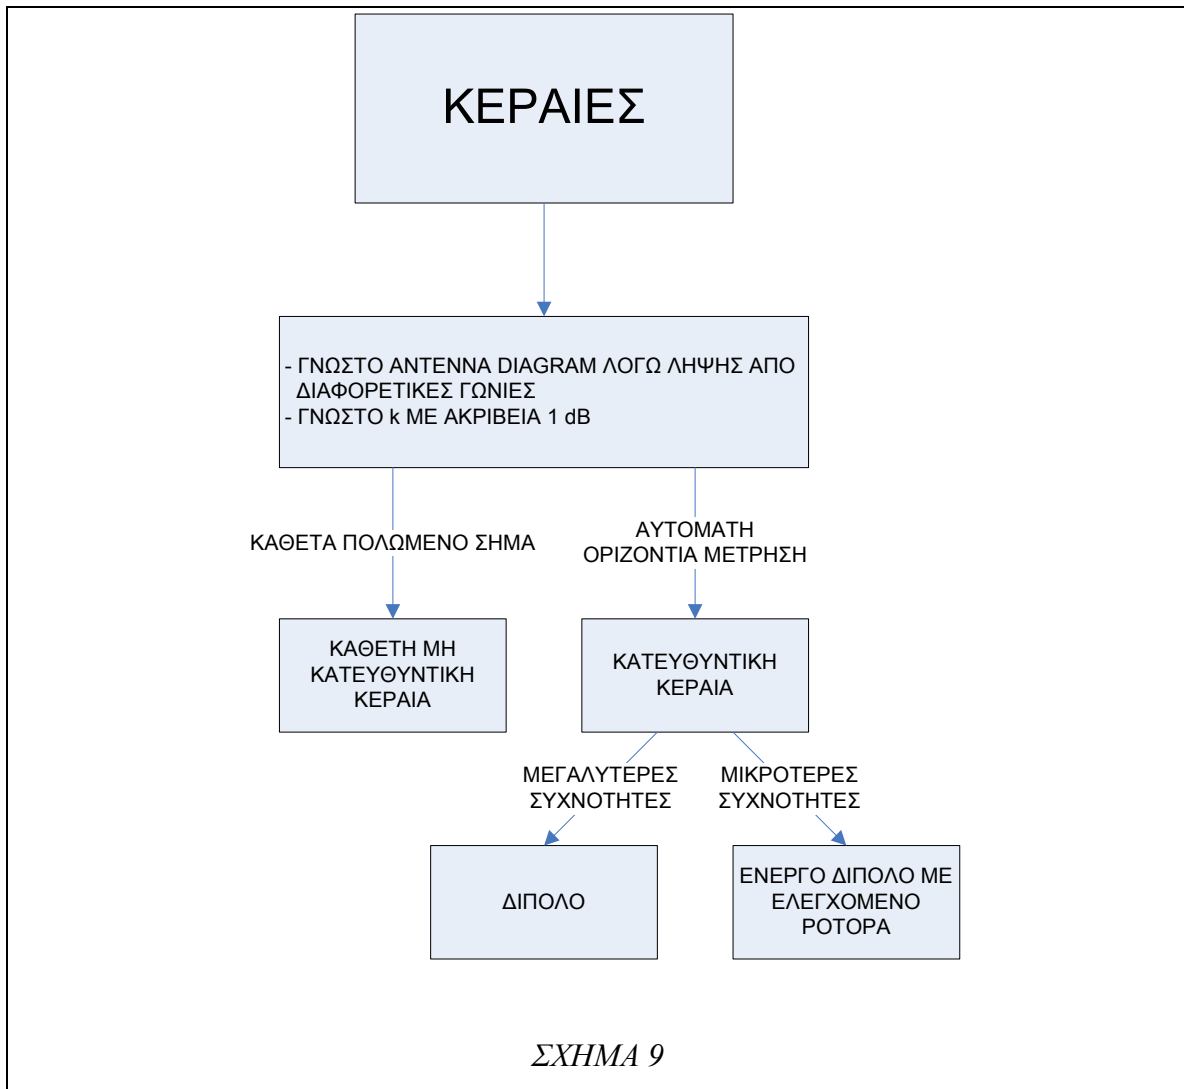 ΚΕΡΑΙΕΣ
- ΓΝΩΣΤΟ ANTENNA DIAGRAM ΛΟΓΩ ΛΗΨΗΣ ΑΠΟ
ΔΙΑΦΟΡΕΤΙΚΕΣ ΓΩΝΙΕΣ
- ΓΝΩΣΤΟ k ΜΕ ΑΚΡΙΒΕΙΑ 1 dB
ΚΑΘΕΤΑ ΠΟΛΩΜΕΝΟ ΣΗΜΑ
ΑΥΤΟΜΑΤΗ
ΟΡΙΖΟΝΤΙΑ ΜΕΤΡΗΣΗ
ΚΑΘΕΤΗ ΜΗ
ΚΑΤΕΥΘΥΝΤΙΚΗ
ΚΕΡΑΙΑ
ΚΑΤΕΥΘΥΝΤΙΚΗ
ΚΕΡΑΙΑ
ΜΕΓΑΛΥΤΕΡΕΣ
ΣΥΧΝΟΤΗΤΕΣ
ΜΙΚΡΟΤΕΡΕΣ
ΣΥΧΝΟΤΗΤΕΣ
ΔΙΠΟΛΟ
ΕΝΕΡΓΟ ΔΙΠΟΛΟ ΜΕ
ΕΛΕΓΧΟΜΕΝΟ
ΡΟΤΟΡΑ
ΣΧΗΜΑ 9